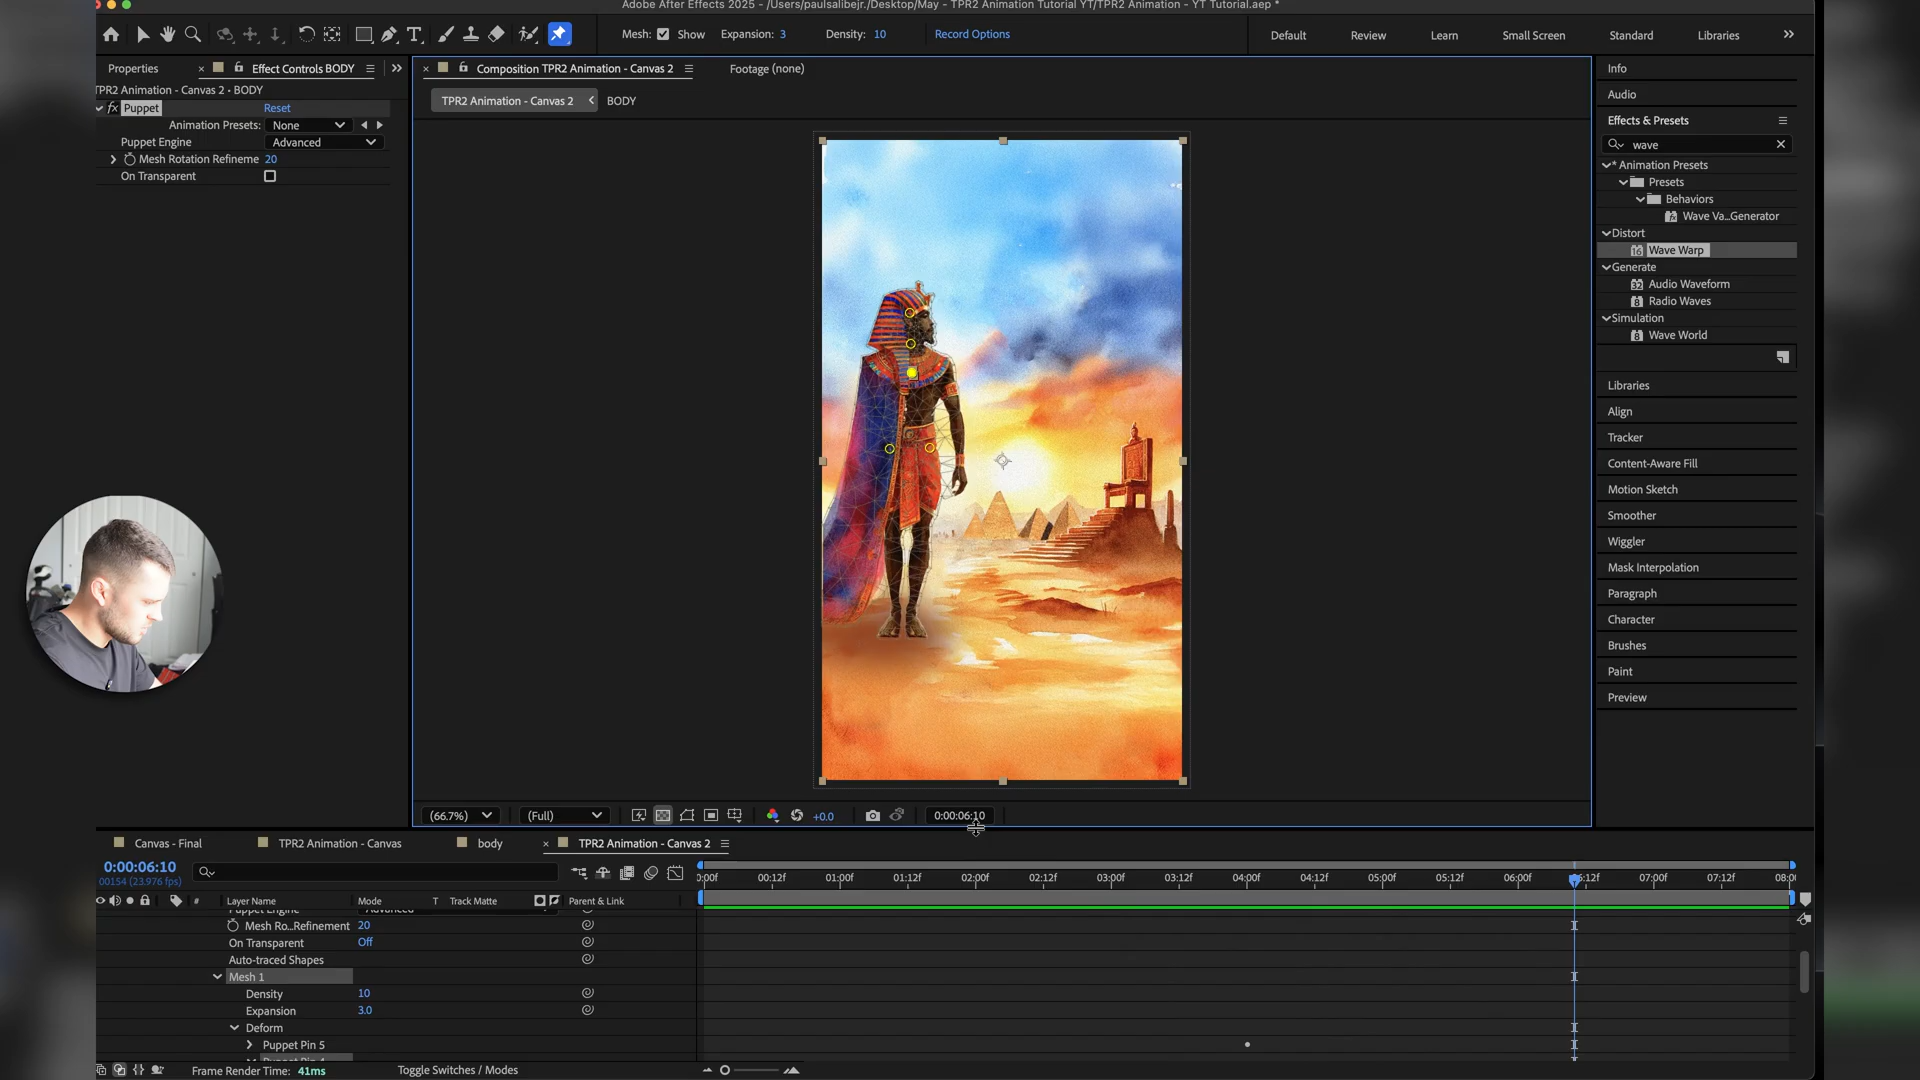 Adobe After Effects 2025 - /Users/paulsalibejr./Desktop/May - TPR2 Animation Tutorial YT/TPR2 Animation - YT Tutorial.aep *
Mesh: Show Expansion: 3 Density: 10 Record Options
Default Review Learn Small Screen Standard Libraries
Properties Effect Controls BODY
TPR2 Animation - Canvas 2 • BODY
fx Puppet Reset
Animation Presets: None
Puppet Engine Advanced
Mesh Rotation Refineme 20
On Transparent
Composition TPR2 Animation - Canvas 2 Footage (none)
TPR2 Animation - Canvas 2 BODY
Info
Audio
Effects & Presets
wave
* Animation Presets
Presets
Behaviors
Wave Va...Generator
Distort
Wave Warp
Generate
Audio Waveform
Radio Waves
Simulation
Wave World
Libraries
Align
Tracker
Content-Aware Fill
Motion Sketch
Smoother
Wiggler
Mask Interpolation
Paragraph
Character
Brushes
Paint
Preview
(66.7%) (Full) +0.0 0:00:06:10
Canvas - Final TPR2 Animation - Canvas body TPR2 Animation - Canvas 2
0:00:06:10
00154 (23.976 fps)
:00f 00:12f 01:00f 01:12f 02:00f 02:12f 03:00f 03:12f 04:00f 04:12f 05:00f 05:12f 06:00f 12f 07:00f 07:12f 08:0
# Layer Name Mode T Track Matte Parent & Link
Puppet Engine Advanced
Mesh Ro...Refinement 20
On Transparent Off
Auto-traced Shapes
Mesh 1
Density 10
Expansion 3.0
Deform
Puppet Pin 5
Frame Render Time: 41ms Toggle Switches / Modes